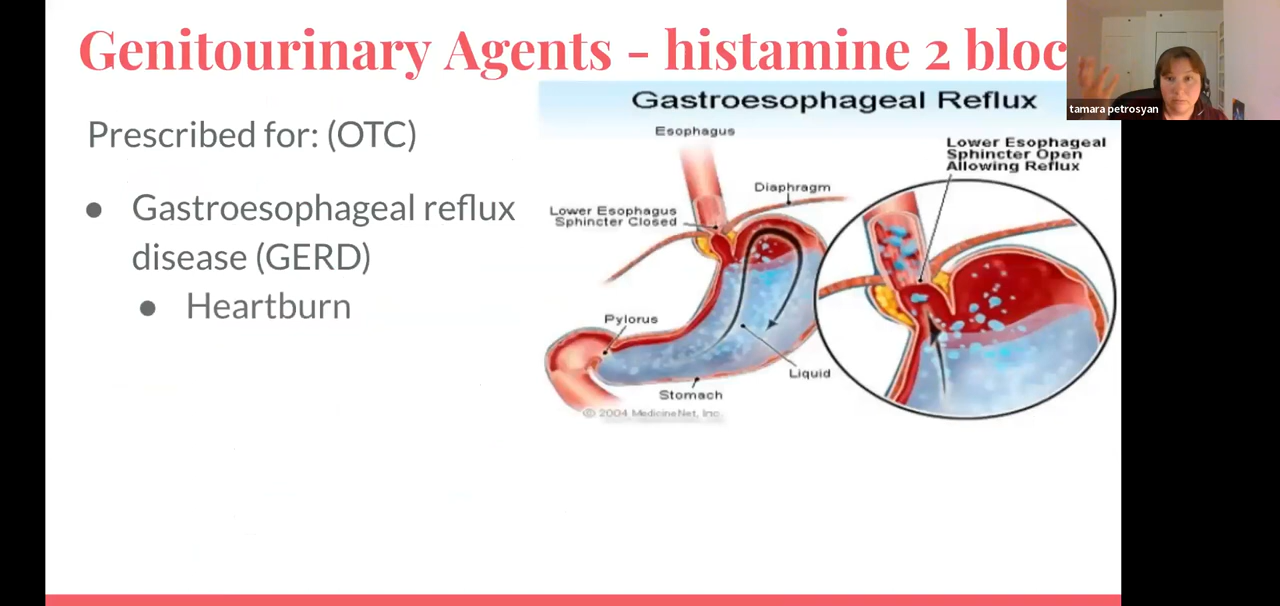 Genitourinary Agents - histamine 2 bloc
tamara petrosyan
Prescribed for: (OTC)
● Gastroesophageal reflux
disease (GERD)
● Heartburn
Gastroesophageal Reflux
Esophagus
Lower Esophageal
Sphincter Open
Allowing Reflux
Diaphragm
Lower Esophagus
Sphincter Closed
Pylorus
Liquid
Stomach
© 2004 MedicineNet, Inc.